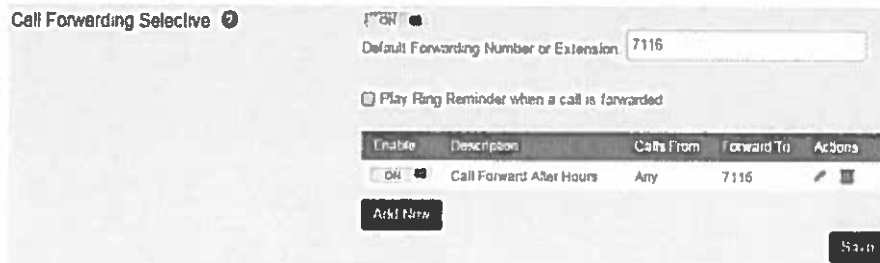 Call Forwarding Selective ?
ON
Default Forwarding Number or Extension 7116
Play Ring Reminder when a call is forwarded
Enable Description Calls From Forward To Actions
ON Call Forward After Hours Any 7116
Add New
Save